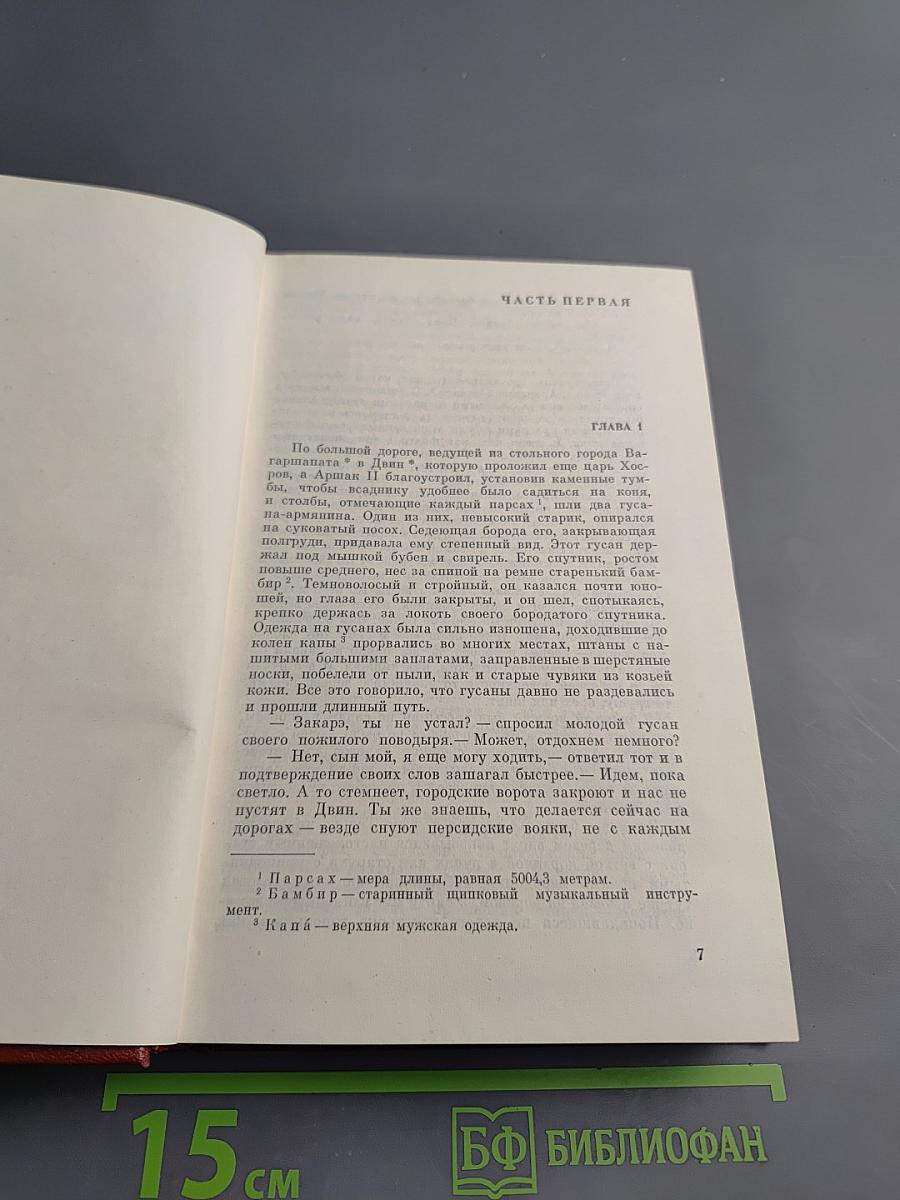 ЧАСТЬ ПЕРВАЯ
ГЛАВА 1
По большой дороге, ведущей из стольного города Ва-
гаршапата * в Двин *, которую проложил еще царь Хос-
ров, а Аршак II благоустроил, установив каменные тум-
бы, чтобы всаднику удобнее было садиться на коня,
и столбы, отмечающие каждый парсах ¹, шли два гуса-
на-армянина. Один из них, невысокий старик, опирался
на суковатый посох. Седеющая борода его, закрывающая
полгруди, придавала ему степенный вид. Этот гусан дер-
жал под мышкой бубен и свирель. Его спутник, ростом
повыше среднего, нес за спиной на ремне старенький бам-
бир ². Темноволосый и стройный, он казался почти юно-
шей, но глаза его были закрыты, и он шел, спотыкаясь,
крепко держась за локоть своего бородатого спутника.
Одежда на гусанах была сильно изношена, доходившие до
колен капы ³ прорвались во многих местах, штаны с на-
шитыми большими заплатами, заправленные в шерстяные
носки, побелели от пыли, как и старые чувяки из козьей
кожи. Все это говорило, что гусаны давно не раздевались
и прошли длинный путь.
— Закарэ, ты не устал? — спросил молодой гусан
своего пожилого поводыря.— Может, отдохнем немного?
— Нет, сын мой, я еще могу ходить,— ответил тот и в
подтверждение своих слов зашагал быстрее.— Идем, пока
светло. А то стемнеет, городские ворота закроют и нас не
пустят в Двин. Ты же знаешь, что делается сейчас на
дорогах — везде снуют персидские вояки, не с каждым
¹ Парсах — мера длины, равная 5004,3 метрам.
² Бамбир — старинный щипковый музыкальный инстру-
мент.
³ Капа́ — верхняя мужская одежда.
7
15 см
БФ БИБЛИОФАН